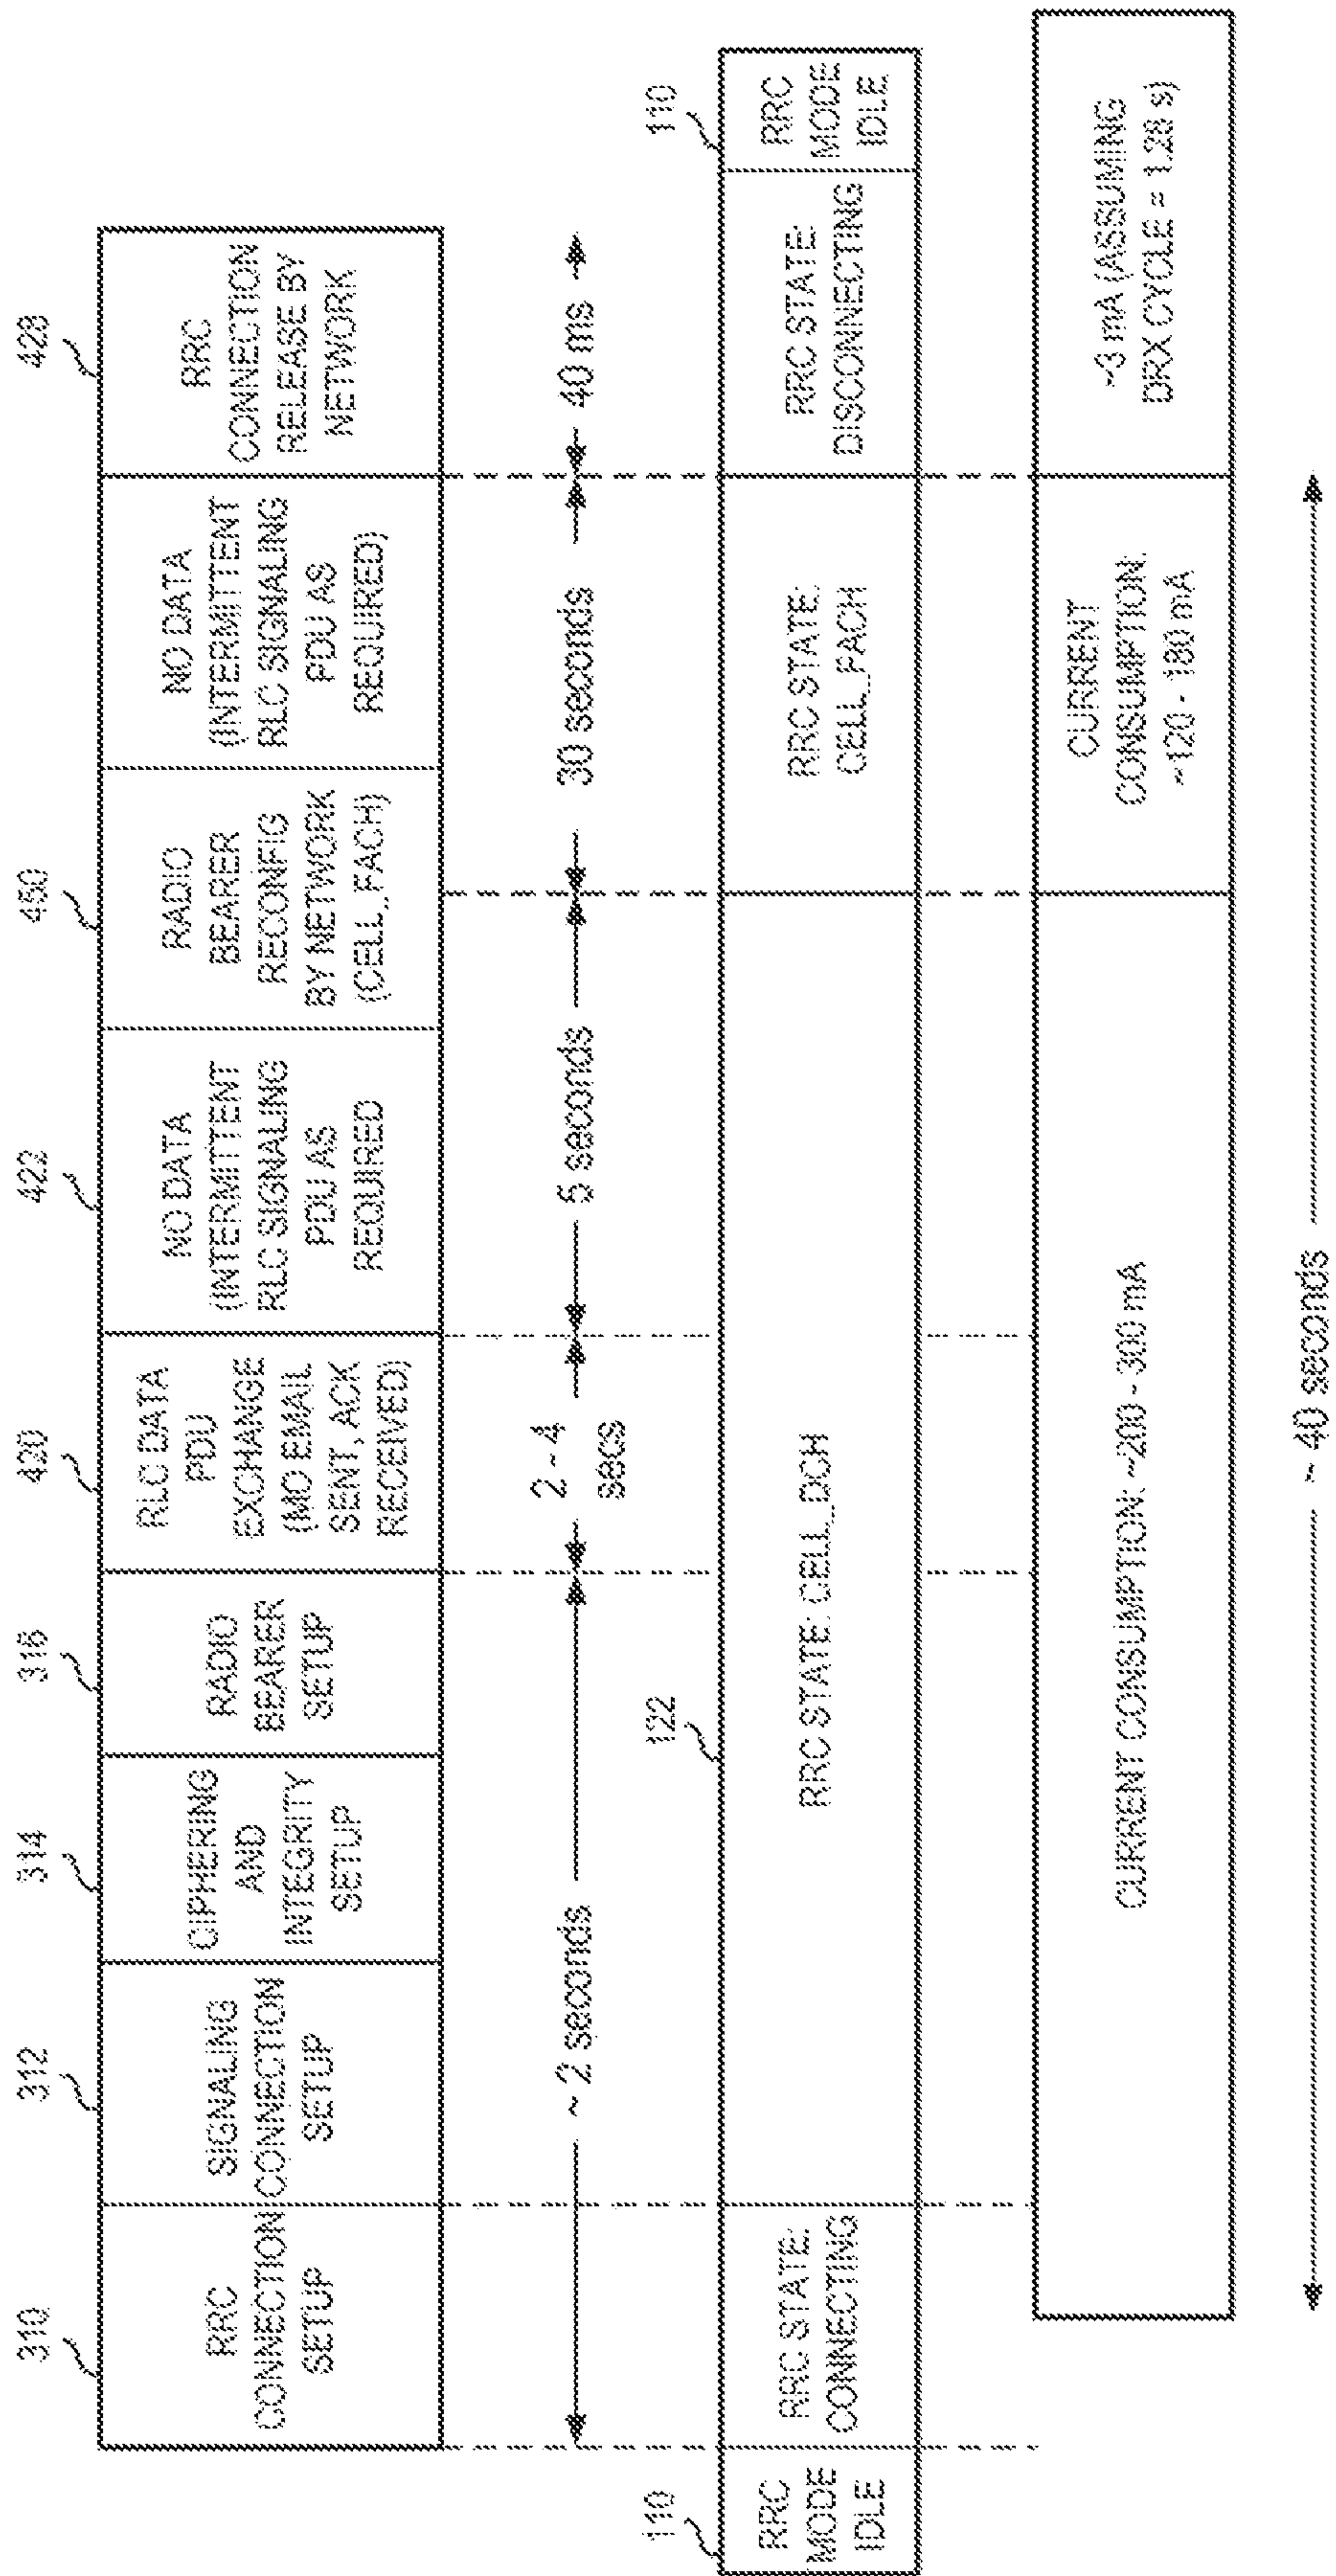 310
312
314
316
420
422
450
428
RRC
CONNECTION
SETUP
SIGNALING
CONNECTION
SETUP
CIPHERING
AND
INTEGRITY
SETUP
RADIO
BEARER
SETUP
RLC DATA
PDU
EXCHANGE
(MO EMAIL
SENT, ACK
RECEIVED)
NO DATA
(INTERMITTENT
RLC SIGNALING
PDU AS
REQUIRED
RADIO
BEARER
RECONFIG
BY NETWORK
(CELL_FACH)
NO DATA
(INTERMITTENT
RLC SIGNALING
PDU AS
REQUIRED)
RRC
CONNECTION
RELEASE BY
NETWORK
~ 2 seconds
2 - 4
secs
5 seconds
30 seconds
40 ms
110
122
110
RRC
MODE
IDLE
RRC STATE:
CONNECTING
RRC STATE: CELL_DCH
RRC STATE:
CELL_FACH
RRC STATE:
DISCONNECTING
RRC
MODE
IDLE
CURRENT CONSUMPTION: ~200 - 300 mA
CURRENT
CONSUMPTION:
~120 - 180 mA
~3 mA (ASSUMING
DRX CYCLE = 1.28 s)
~ 40 seconds